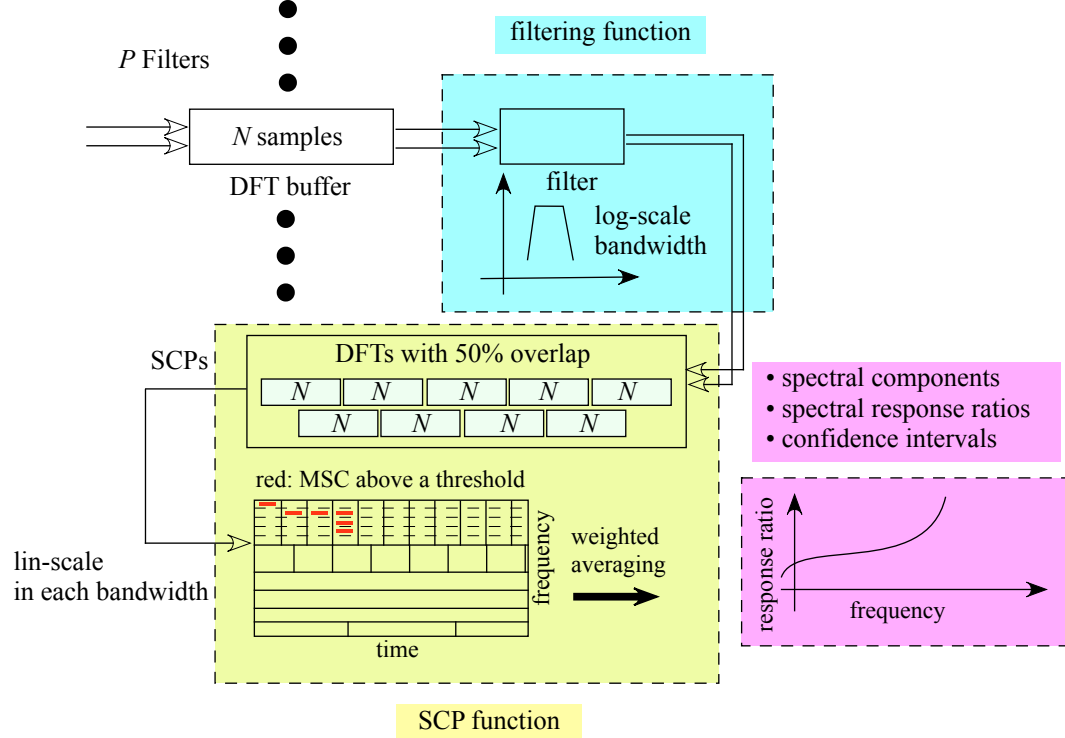 filtering function
P Filters
N samples
DFT buffer
filter
log-scale
bandwidth
SCPs
DFTs with 50% overlap
N N N N N
N N N N
• spectral components
• spectral response ratios
• confidence intervals
red: MSC above a threshold
lin-scale
in each bandwidth
frequency
time
weighted
averaging
response ratio
frequency
SCP function